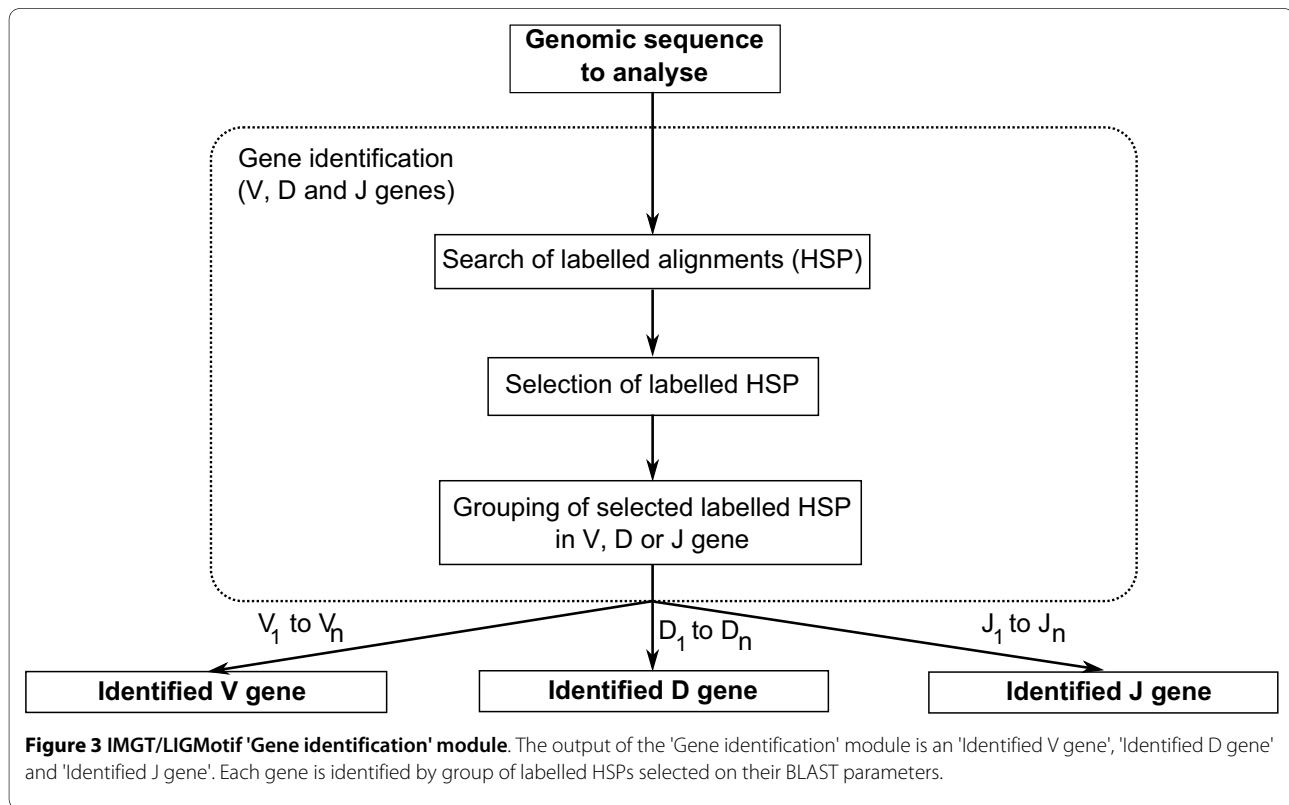 Genomic sequence
to analyse
Gene identification
(V, D and J genes)
Search of labelled alignments (HSP)
Selection of labelled HSP
Grouping of selected labelled HSP
in V, D or J gene
V1 to Vn
D1 to Dn
J1 to Jn
Identified V gene
Identified D gene
Identified J gene
Figure 3 IMGT/LIGMotif 'Gene identification' module. The output of the 'Gene identification' module is an 'Identified V gene', 'Identified D gene'
and 'Identified J gene'. Each gene is identified by group of labelled HSPs selected on their BLAST parameters.